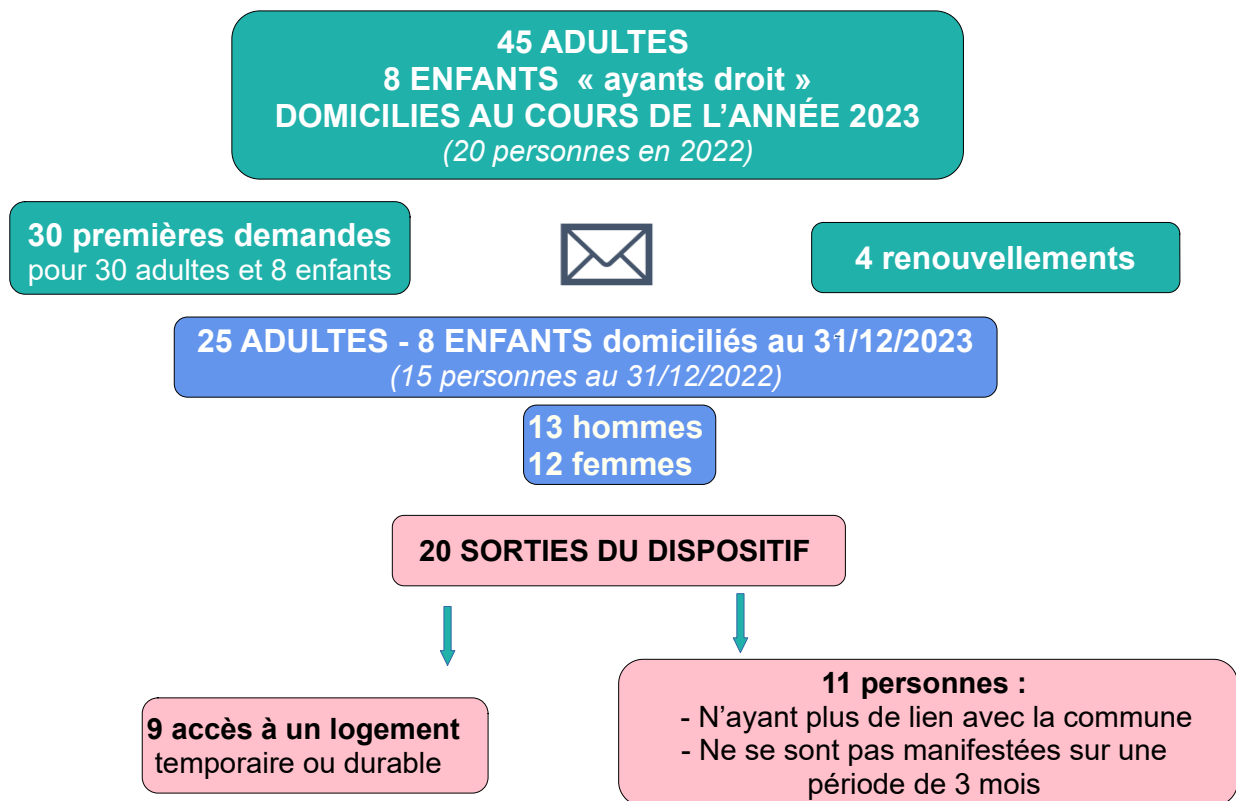 45 ADULTES
8 ENFANTS « ayants droit »
DOMICILIES AU COURS DE L’ANNÉE 2023
(20 personnes en 2022)
30 premières demandes
pour 30 adultes et 8 enfants
4 renouvellements
25 ADULTES - 8 ENFANTS domiciliés au 31/12/2023
(15 personnes au 31/12/2022)
13 hommes
12 femmes
20 SORTIES DU DISPOSITIF
9 accès à un logement
temporaire ou durable
11 personnes :
- N’ayant plus de lien avec la commune
- Ne se sont pas manifestées sur une
période de 3 mois